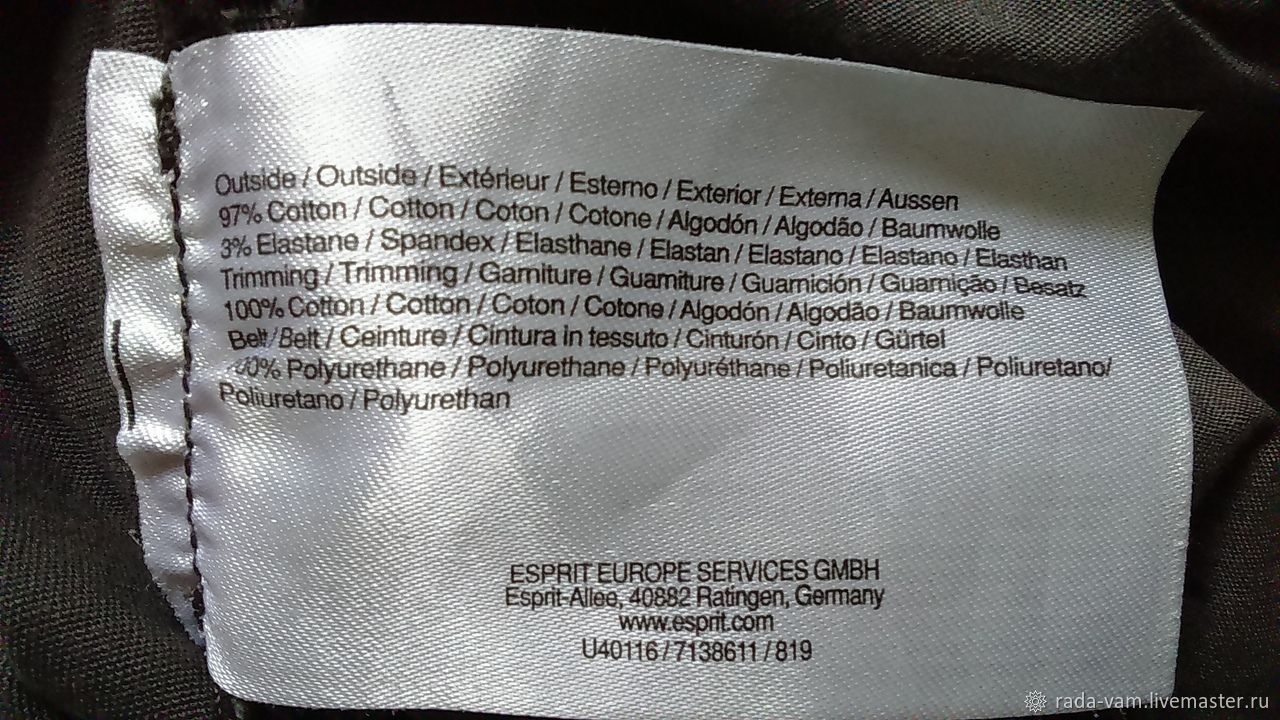 Outside / Outside / Extérieur / Esterno / Exterior / Externa / Aussen
97% Cotton / Cotton / Coton / Cotone / Algodón / Algodão / Baumwolle
3% Elastane / Spandex / Elasthane / Elastan / Elastano / Elastano / Elasthan
Trimming / Trimming / Garniture / Guarniture / Guarnición / Guarnição / Besatz
100% Cotton / Cotton / Coton / Cotone / Algodón / Algodão / Baumwolle
Belt/Belt / Ceinture / Cintura in tessuto / Cinturón / Cinto / Gürtel
Polyurethane / Polyurethane / Polyuréthane / Poliuretanica / Poliuretano/
Poliuretano / Polyurethan
ESPRIT EUROPE SERVICES GMBH
Esprit-Allee, 40882 Ratingen, Germany
www.esprit.com
U40116 / 7138611 / 819
rada-vam.livemaster.ru